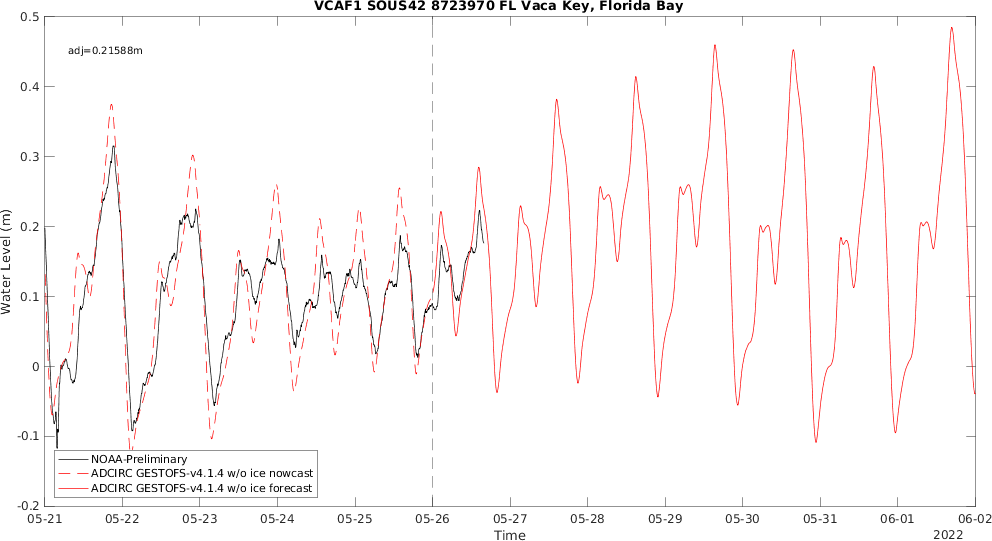 VCAF1 SOUS42 8723970 FL Vaca Key, Florida Bay
adj=0.21588m
0.5
0.4
0.3
0.2
0.1
0
-0.1
-0.2
Water Level (m)
NOAA-Preliminary
ADCIRC GESTOFS-v4.1.4 w/o ice nowcast
ADCIRC GESTOFS-v4.1.4 w/o ice forecast
05-21 05-22 05-23 05-24 05-25 05-26 05-27 05-28 05-29 05-30 05-31 06-01 06-02
Time
2022